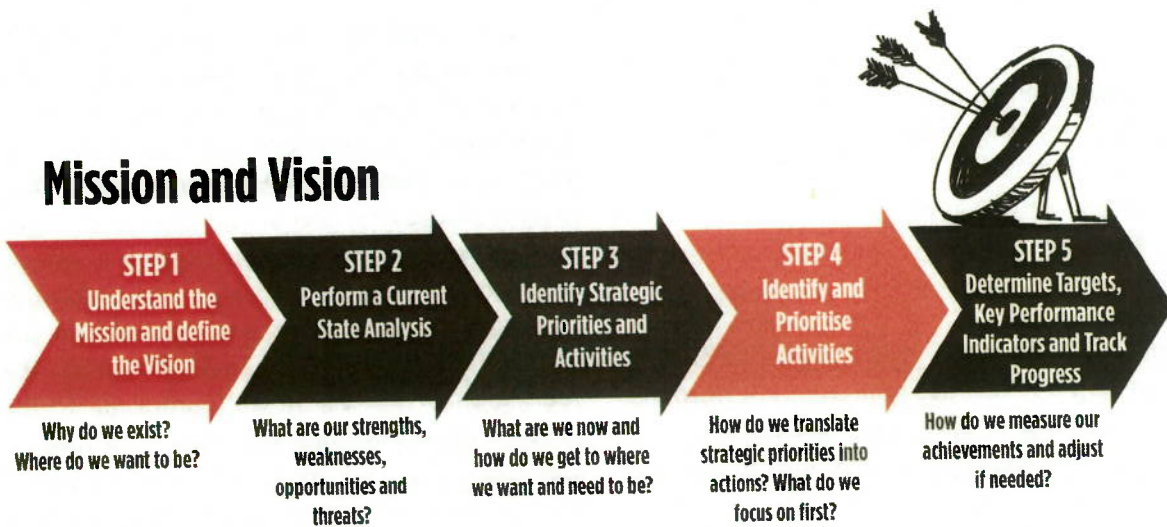 Mission and Vision
STEP 1
Understand the
Mission and define
the Vision
Why do we exist?
Where do we want to be?
STEP 2
Perform a Current
State Analysis
What are our strengths,
weaknesses,
opportunities and
threats?
STEP 3
Identify Strategic
Priorities and
Activities
What are we now and
how do we get to where
we want and need to be?
STEP 4
Identify and
Prioritise
Activities
How do we translate
strategic priorities into
actions? What do we
focus on first?
STEP 5
Determine Targets,
Key Performance
Indicators and Track
Progress
How do we measure our
achievements and adjust
if needed?